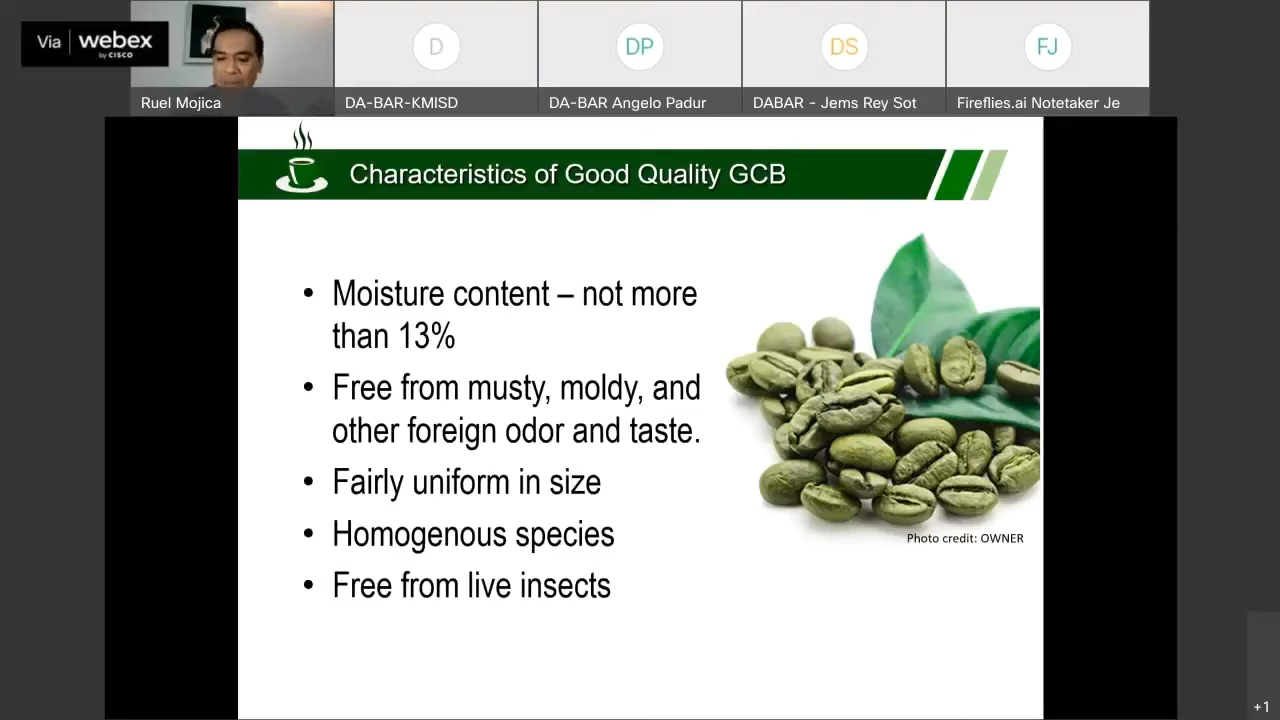 Via webex
by CISCO
D
DP
DS
FJ
Ruel Mojica
DA-BAR-KMISD
DA-BAR Angelo Padur
DABAR - Jems Rey Sot
Fireflies.ai Notetaker Je
Characteristics of Good Quality GCB
• Moisture content – not more
than 13%
• Free from musty, moldy, and
other foreign odor and taste.
• Fairly uniform in size
• Homogenous species
• Free from live insects
Photo credit: OWNER
+1